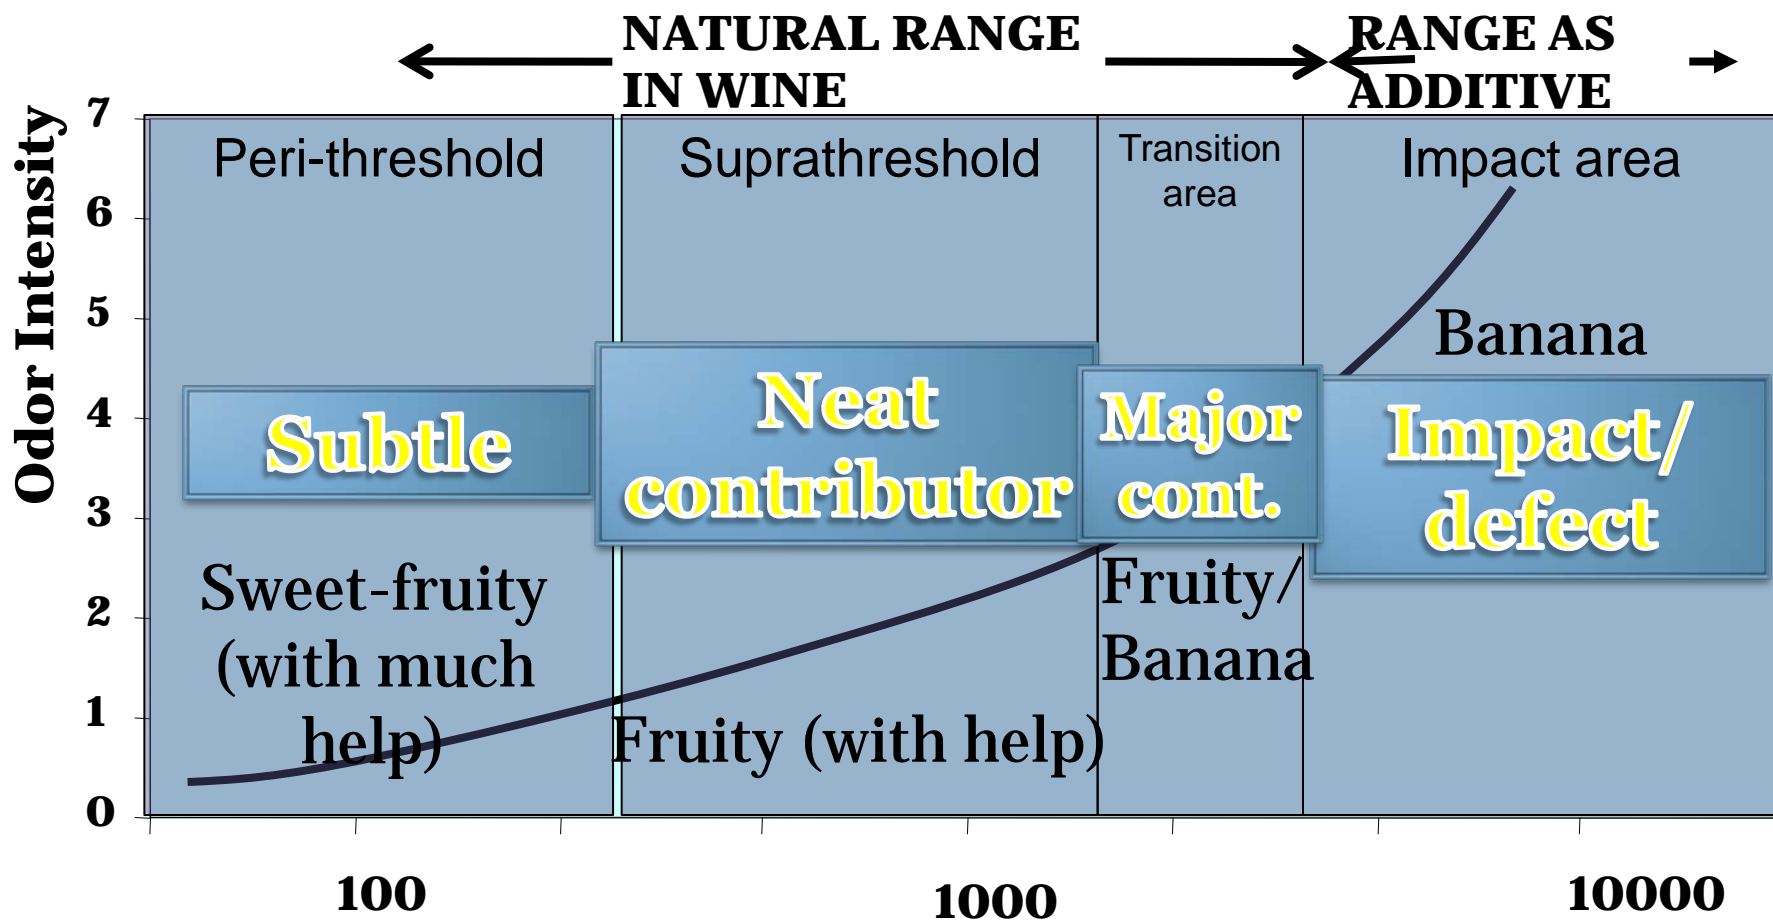 NATURAL RANGE
IN WINE
RANGE AS
ADDITIVE
Odor Intensity
7
6
5
4
3
2
1
0
Peri-threshold
Suprathreshold
Transition
area
Impact area
Banana
Subtle
Neat
contributor
Major
cont.
Impact/
defect
Sweet-fruity
(with much
help)
Fruity (with help)
Fruity/
Banana
100
1000
10000